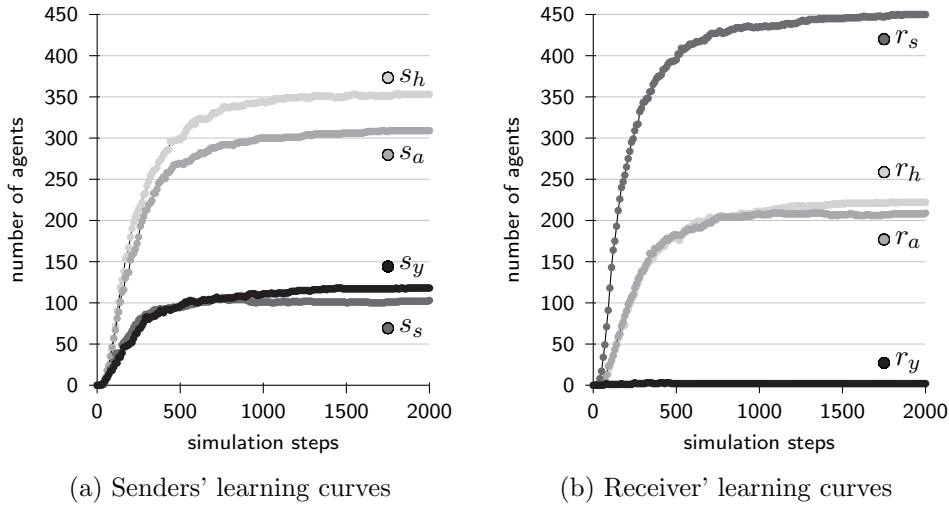 450
400
350
300
250
200
150
100
50
0
number of agents
s_h
s_a
s_y
s_s
0 500 1000 1500 2000
simulation steps
(a) Senders' learning curves
450
400
350
300
250
200
150
100
50
0
number of agents
r_s
r_h
r_a
r_y
0 500 1000 1500 2000
simulation steps
(b) Receiver' learning curves